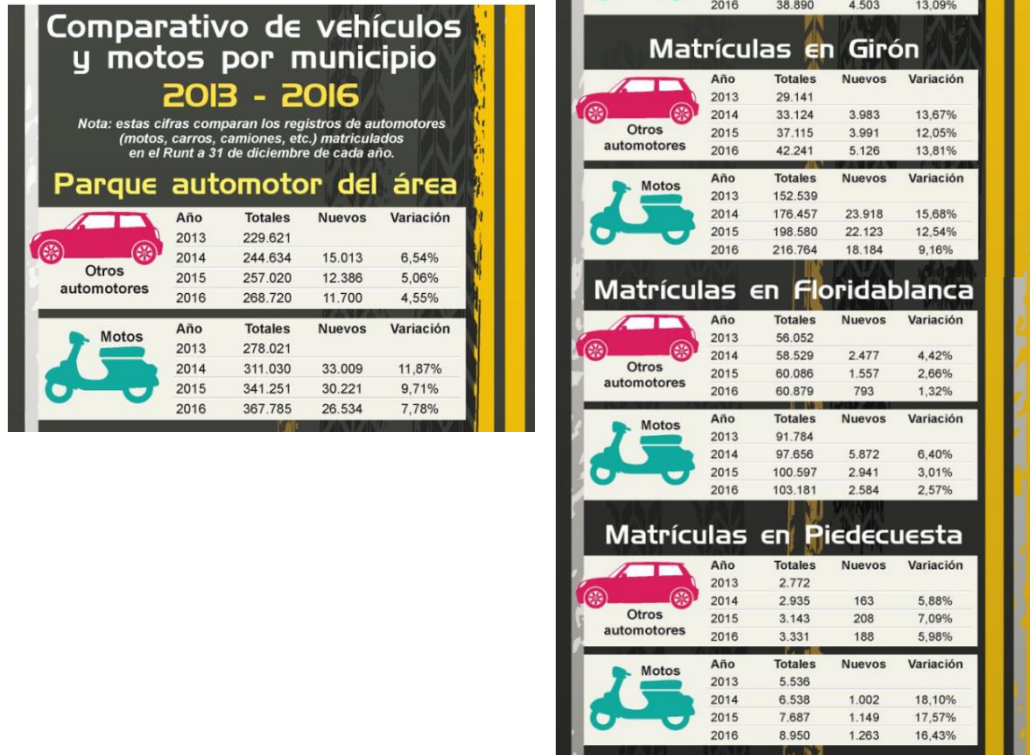 Comparativo de vehículos
y motos por municipio
2013 - 2016
Nota: estas cifras comparan los registros de automotores
(motos, carros, camiones, etc.) matriculados
en el Runt a 31 de diciembre de cada año.
Parque automotor del área
Otros
automotores
Año Totales Nuevos Variación
2013 229.621
2014 244.634 15.013 6,54%
2015 257.020 12.386 5,06%
2016 268.720 11.700 4,55%
Motos
Año Totales Nuevos Variación
2013 278.021
2014 311.030 33.009 11,87%
2015 341.251 30.221 9,71%
2016 367.785 26.534 7,78%
2016 38.890 4.503 13,09%
Matrículas en Girón
Otros
automotores
Año Totales Nuevos Variación
2013 29.141
2014 33.124 3.983 13,67%
2015 37.115 3.991 12,05%
2016 42.241 5.126 13,81%
Motos
Año Totales Nuevos Variación
2013 152.539
2014 176.457 23.918 15,68%
2015 198.580 22.123 12,54%
2016 216.764 18.184 9,16%
Matrículas en Floridablanca
Otros
automotores
Año Totales Nuevos Variación
2013 56.052
2014 58.529 2.477 4,42%
2015 60.086 1.557 2,66%
2016 60.879 793 1,32%
Motos
Año Totales Nuevos Variación
2013 91.784
2014 97.656 5.872 6,40%
2015 100.597 2.941 3,01%
2016 103.181 2.584 2,57%
Matrículas en Piedecuesta
Otros
automotores
Año Totales Nuevos Variación
2013 2.772
2014 2.935 163 5,88%
2015 3.143 208 7,09%
2016 3.331 188 5,98%
Motos
Año Totales Nuevos Variación
2013 5.536
2014 6.538 1.002 18,10%
2015 7.687 1.149 17,57%
2016 8.950 1.263 16,43%